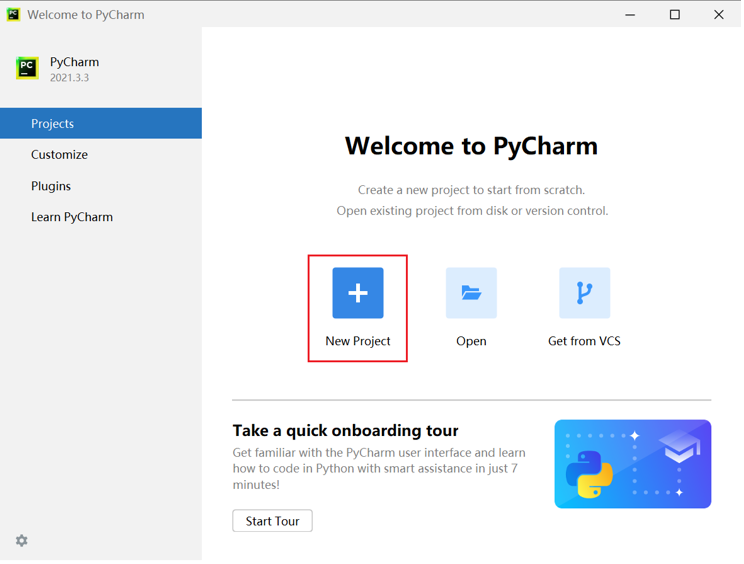 Welcome to PyCharm
PC
PyCharm
2021.3.3
Projects
Customize
Plugins
Learn PyCharm
Welcome to PyCharm
Create a new project to start from scratch.
Open existing project from disk or version control.
New Project
Open
Get from VCS
Take a quick onboarding tour
Get familiar with the PyCharm user interface and learn
how to code in Python with smart assistance in just 7
minutes!
Start Tour